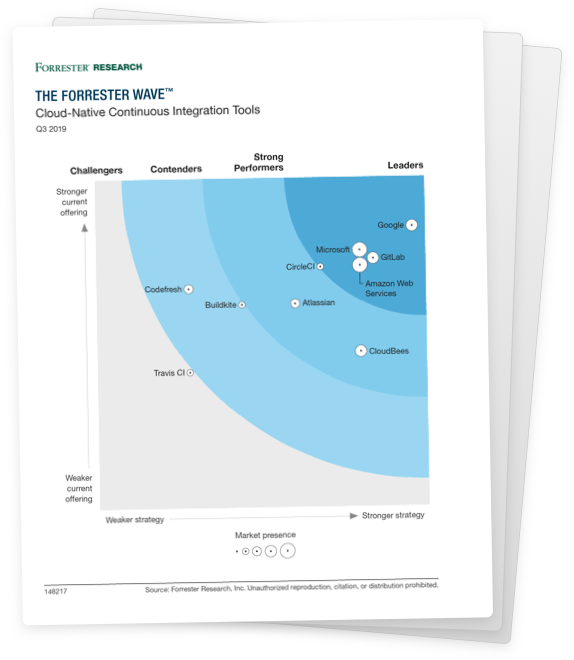 FORRESTER® RESEARCH
THE FORRESTER WAVE™
Cloud-Native Continuous Integration Tools
Q3 2019
Challengers
Contenders
Strong
Performers
Leaders
Stronger
current
offering
Google
Microsoft
GitLab
CircleCI
Amazon Web
Services
Codefresh
Buildkite
Atlassian
CloudBees
Travis CI
Weaker
current
offering
Weaker strategy
Stronger strategy
Market presence
148217
Source: Forrester Research, Inc. Unauthorized reproduction, citation, or distribution prohibited.